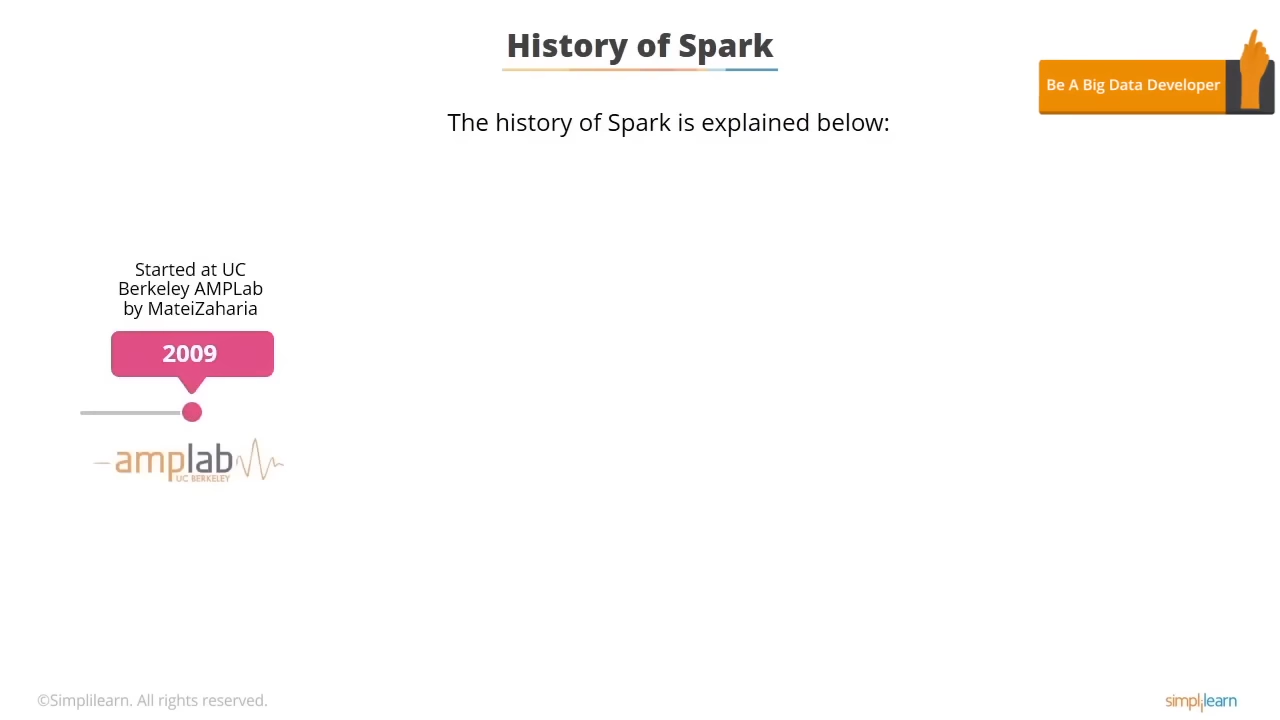 History of Spark
Be A Big Data Developer
The history of Spark is explained below:
Started at UC
Berkeley AMPLab
by MateiZaharia
2009
amplab
UC BERKELEY
©Simplilearn. All rights reserved.
simplilearn